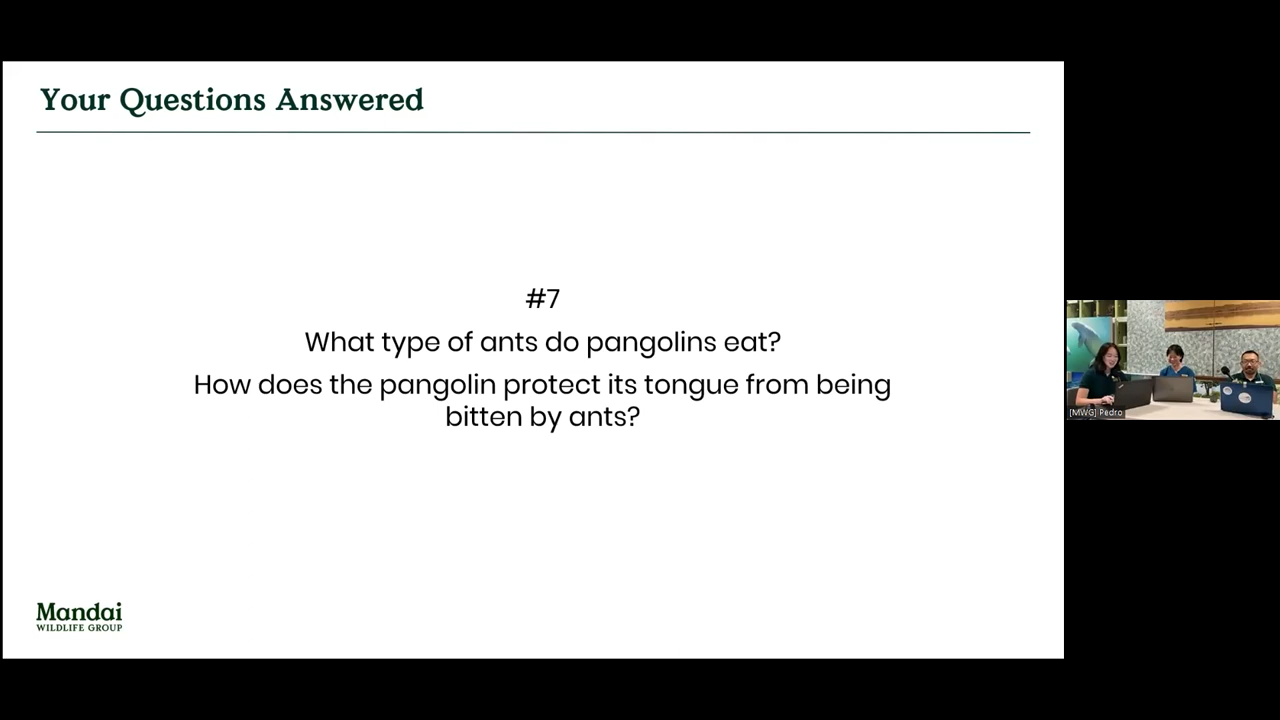 Your Questions Answered
#7
What type of ants do pangolins eat?
How does the pangolin protect its tongue from being
bitten by ants?
[MWG] Pedro
Mandai
WILDLIFE GROUP